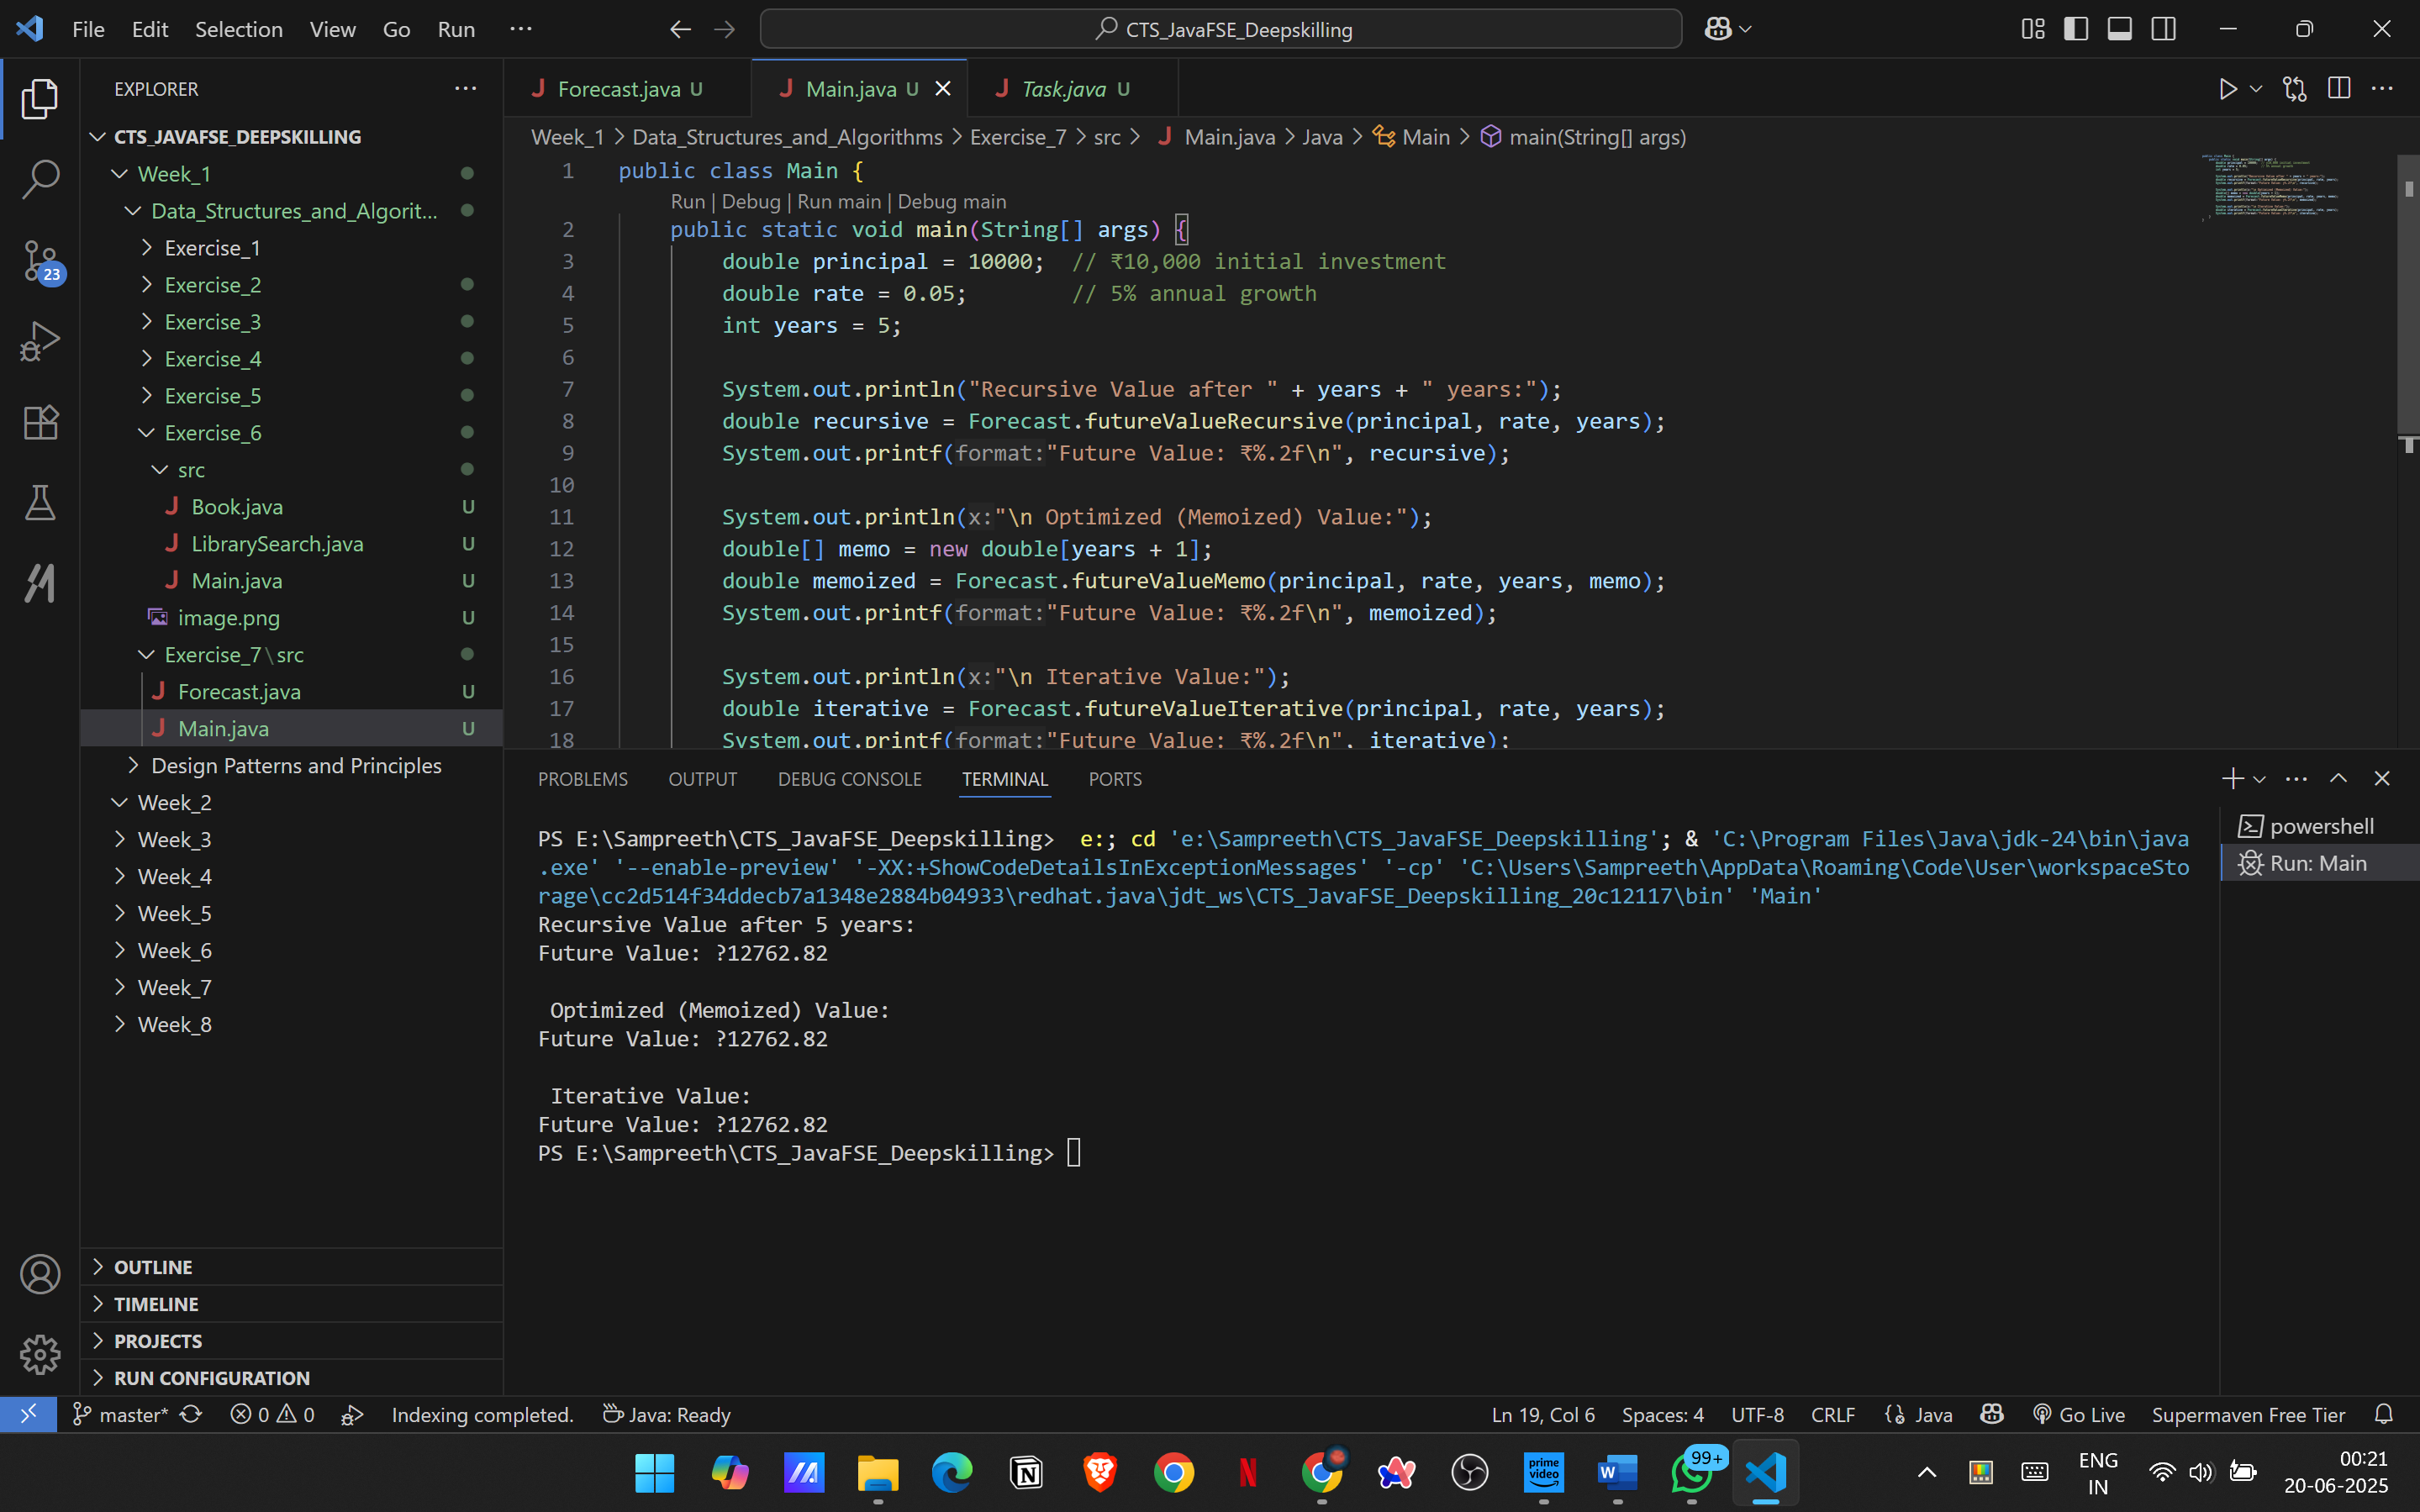 File Edit Selection View Go Run ···
CTS_JavaFSE_Deepskilling
EXPLORER
CTS_JAVAFSE_DEEPSKILLING
Week_1
Data_Structures_and_Algorit...
Exercise_1
Exercise_2
Exercise_3
Exercise_4
Exercise_5
Exercise_6
src
Book.java U
LibrarySearch.java U
Main.java U
image.png U
Exercise_7\src
Forecast.java U
Main.java U
Design Patterns and Principles
Week_2
Week_3
Week_4
Week_5
Week_6
Week_7
Week_8
OUTLINE
TIMELINE
PROJECTS
RUN CONFIGURATION
23
J Forecast.java U J Main.java U J Task.java U
Week_1 > Data_Structures_and_Algorithms > Exercise_7 > src > J Main.java > Java > Main > main(String[] args)
1 public class Main {
Run | Debug | Run main | Debug main
2 public static void main(String[] args) {
3 double principal = 10000; // ₹10,000 initial investment
4 double rate = 0.05; // 5% annual growth
5 int years = 5;
6
7 System.out.println("Recursive Value after " + years + " years:");
8 double recursive = Forecast.futureValueRecursive(principal, rate, years);
9 System.out.printf(format:"Future Value: ₹%.2f\n", recursive);
10
11 System.out.println(x:"\n Optimized (Memoized) Value:");
12 double[] memo = new double[years + 1];
13 double memoized = Forecast.futureValueMemo(principal, rate, years, memo);
14 System.out.printf(format:"Future Value: ₹%.2f\n", memoized);
15
16 System.out.println(x:"\n Iterative Value:");
17 double iterative = Forecast.futureValueIterative(principal, rate, years);
18 System.out.printf(format:"Future Value: ₹%.2f\n", iterative);
PROBLEMS OUTPUT DEBUG CONSOLE TERMINAL PORTS
PS E:\Sampreeth\CTS_JavaFSE_Deepskilling> e:; cd 'e:\Sampreeth\CTS_JavaFSE_Deepskilling'; & 'C:\Program Files\Java\jdk-24\bin\java
.exe' '--enable-preview' '-XX:+ShowCodeDetailsInExceptionMessages' '-cp' 'C:\Users\Sampreeth\AppData\Roaming\Code\User\workspaceSto
rage\cc2d514f34ddecb7a1348e2884b04933\redhat.java\jdt_ws\CTS_JavaFSE_Deepskilling_20c12117\bin' 'Main'
Recursive Value after 5 years:
Future Value: ?12762.82
Optimized (Memoized) Value:
Future Value: ?12762.82
Iterative Value:
Future Value: ?12762.82
PS E:\Sampreeth\CTS_JavaFSE_Deepskilling>
powershell
Run: Main
master* 0 0 Indexing completed. Java: Ready
Ln 19, Col 6 Spaces: 4 UTF-8 CRLF {} Java Go Live Supermaven Free Tier
prime video
W
99+
ENG
IN
00:21
20-06-2025